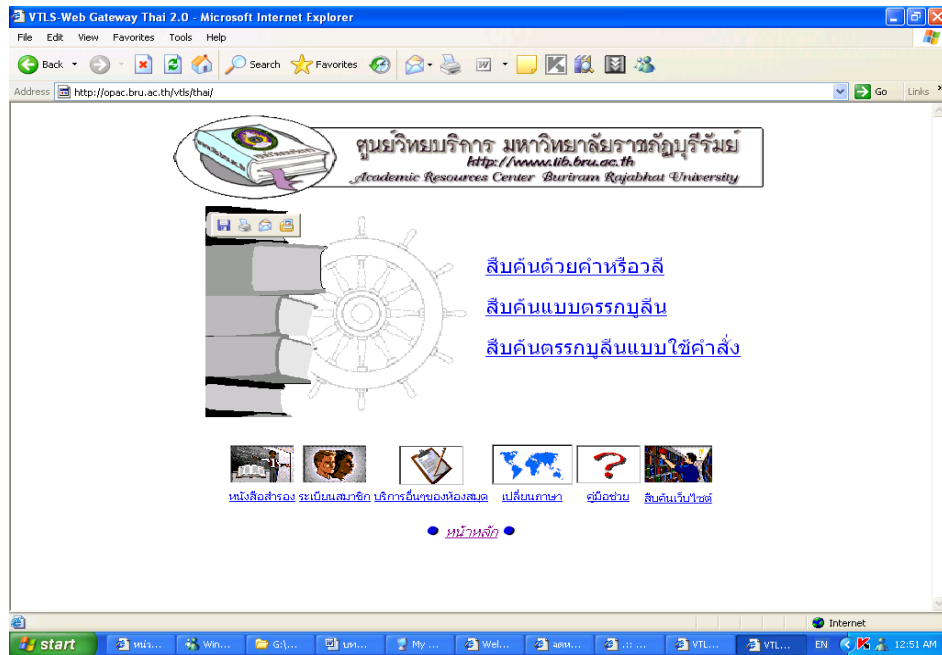 VTLS-Web Gateway Thai 2.0 - Microsoft Internet Explorer
File Edit View Favorites Tools Help
Back Search Favorites
Address http://opac.bru.ac.th/vtls/thai/ Go Links
ศูนย์วิทยบริการ มหาวิทยาลัยราชภัฏบุรีรัมย์
http://www.lib.bru.ac.th
Academic Resources Center Buriram Rajabhat University
สืบค้นด้วยคำหรือวลี
สืบค้นแบบตรรกบูลีน
สืบค้นตรรกบูลีนแบบใช้คำสั่ง
หนังสือสำรอง ระเบียนสมาชิก บริการอื่นๆของห้องสมุด เปลี่ยนภาษา คู่มือช่วย สืบค้นเว็บไซต์
หน้าหลัก
Internet
start หน่ว... Win... G:\... บท... My ... Wel... .:: ... VTL... VTL... EN 12:51 AM